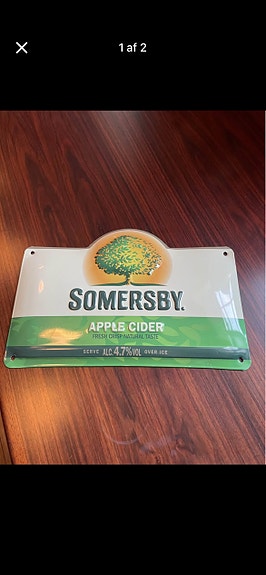 1 af 2
SOMERSBY.
APPLE CIDER
FRESH CRISP NATURAL TASTE
SERVE ALC 4.7%VOL OVER ICE